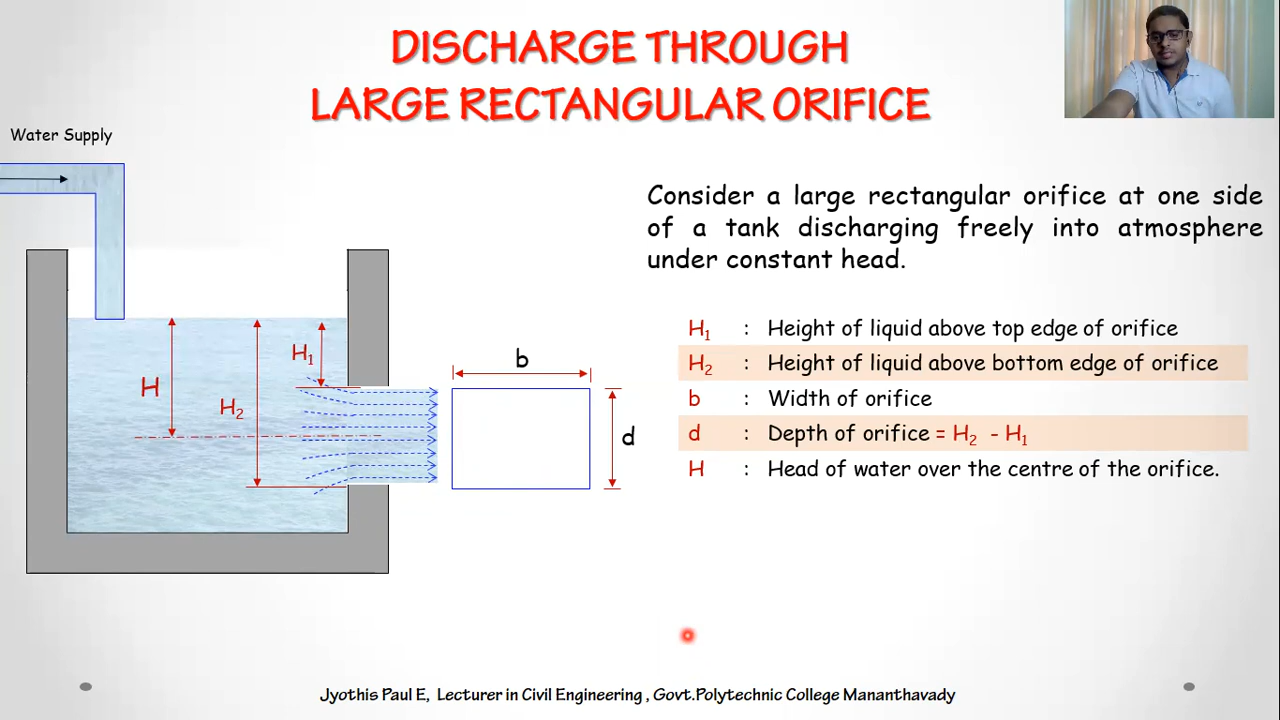 DISCHARGE THROUGH
LARGE RECTANGULAR ORIFICE
Water Supply
Consider a large rectangular orifice at one side
of a tank discharging freely into atmosphere
under constant head.
H₁ : Height of liquid above top edge of orifice
H₂ : Height of liquid above bottom edge of orifice
b : Width of orifice
d : Depth of orifice = H₂ - H₁
H : Head of water over the centre of the orifice.
H
H₂
H₁
b
d
Jyothis Paul E, Lecturer in Civil Engineering , Govt.Polytechnic College Mananthavady